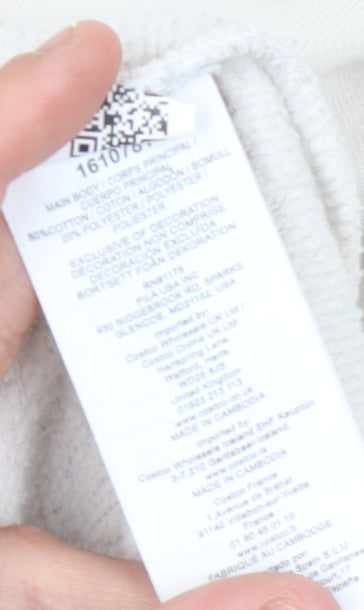 MAIN BODY / CORPS PRINCIPAL /
CUERPO PRINCIPAL
80%COTTON / COTON / ALGODÓN / BOMULL
20% POLYESTER / POLYESTER /
POLIESTER
EXCLUSIVE OF DECORATION
DÉCORATION NON COMPRISE
DECORACIÓN EXCLUIDA
BORTSETT FOAN DEKORATION
RN91179
FILA USA INC.
930 RIDGEBROOK RD, SPARKS
GLENCOE, MD21152, USA
Imported by:
Costco Wholesale UK Ltd /
Costco Online UK Ltd
Hartspring Lane,
Watford, Herts.
WD25 8JS
United Kingdom
01923 213 113
www.costco.co.uk
MADE IN CAMBODIA
Imported by:
Costco Wholesale Iceland EHF Kauptún
3-7,210 Gardabaer,Iceland.
www.costco.is
MADE IN CAMBODIA
Costco France
1,Avenue de Bréhat
91140 Villebon-sur-Yvette
France
01 80 45 01 10
www.costco.fr
FABRIQUÉ AU CAMBODGE
Spain S.L.U